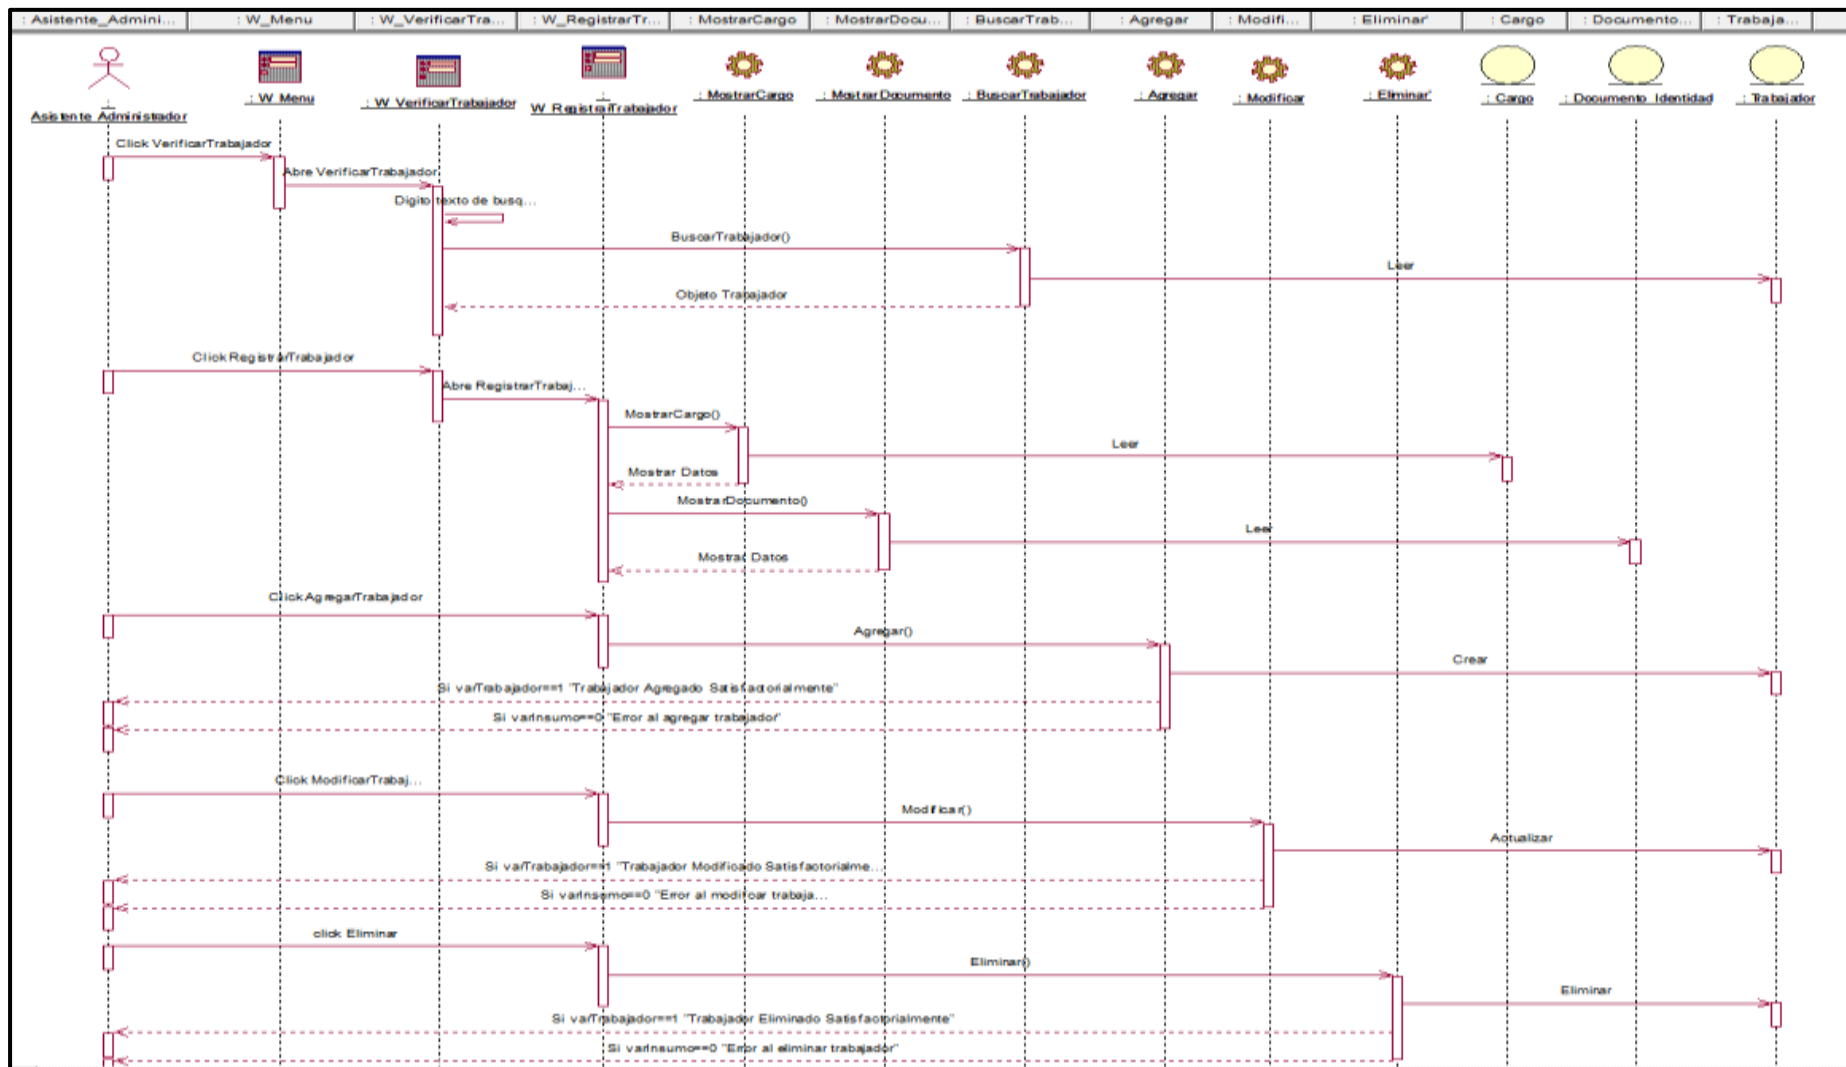 : Asistente_Admini...
: W_Menu
: W_VerificarTra...
: W_RegistrarTr...
: MostrarCargo
: MostrarDocu...
: BuscarTrab...
: Agregar
: Modifi...
: Eliminar'
: Cargo
: Documento...
: Trabaja...
: Asistente_Administrador
: W_Menu
: W_VerificarTrabajador
: W_RegistrarTrabajador
: MostrarCargo
: MostrarDocumento
: BuscarTrabajador
: Agregar
: Modificar
: Eliminar'
: Cargo
: Documento_Identidad
: Trabajador
Click VerificarTrabajador
Abre VerificarTrabajador
Digito texto de busq...
BuscarTrabajador()
Leer
Objeto Trabajador
Click RegistrarTrabajador
Abre RegistrarTrabaj...
MostrarCargo()
Leer
Mostrar Datos
MostrarDocumento()
Leer
Mostrar Datos
Click AgregarTrabajador
Agregar()
Crear
Si varTrabajador==1 "Trabajador Agregado Satisfactorialmente"
Si varInsumo==0 "Error al agregar trabajador"
Click ModificarTrabaj...
Modificar()
Actualizar
Si varTrabajador==1 "Trabajador Modificado Satisfactorialme...
Si varInsumo==0 "Error al modifcar trabaja...
click Eliminar
Eliminar()
Eliminar
Si varTrabajador==1 "Trabajador Eliminado Satisfactorialmente"
Si varInsumo==0 "Error al eliminar trabajador"